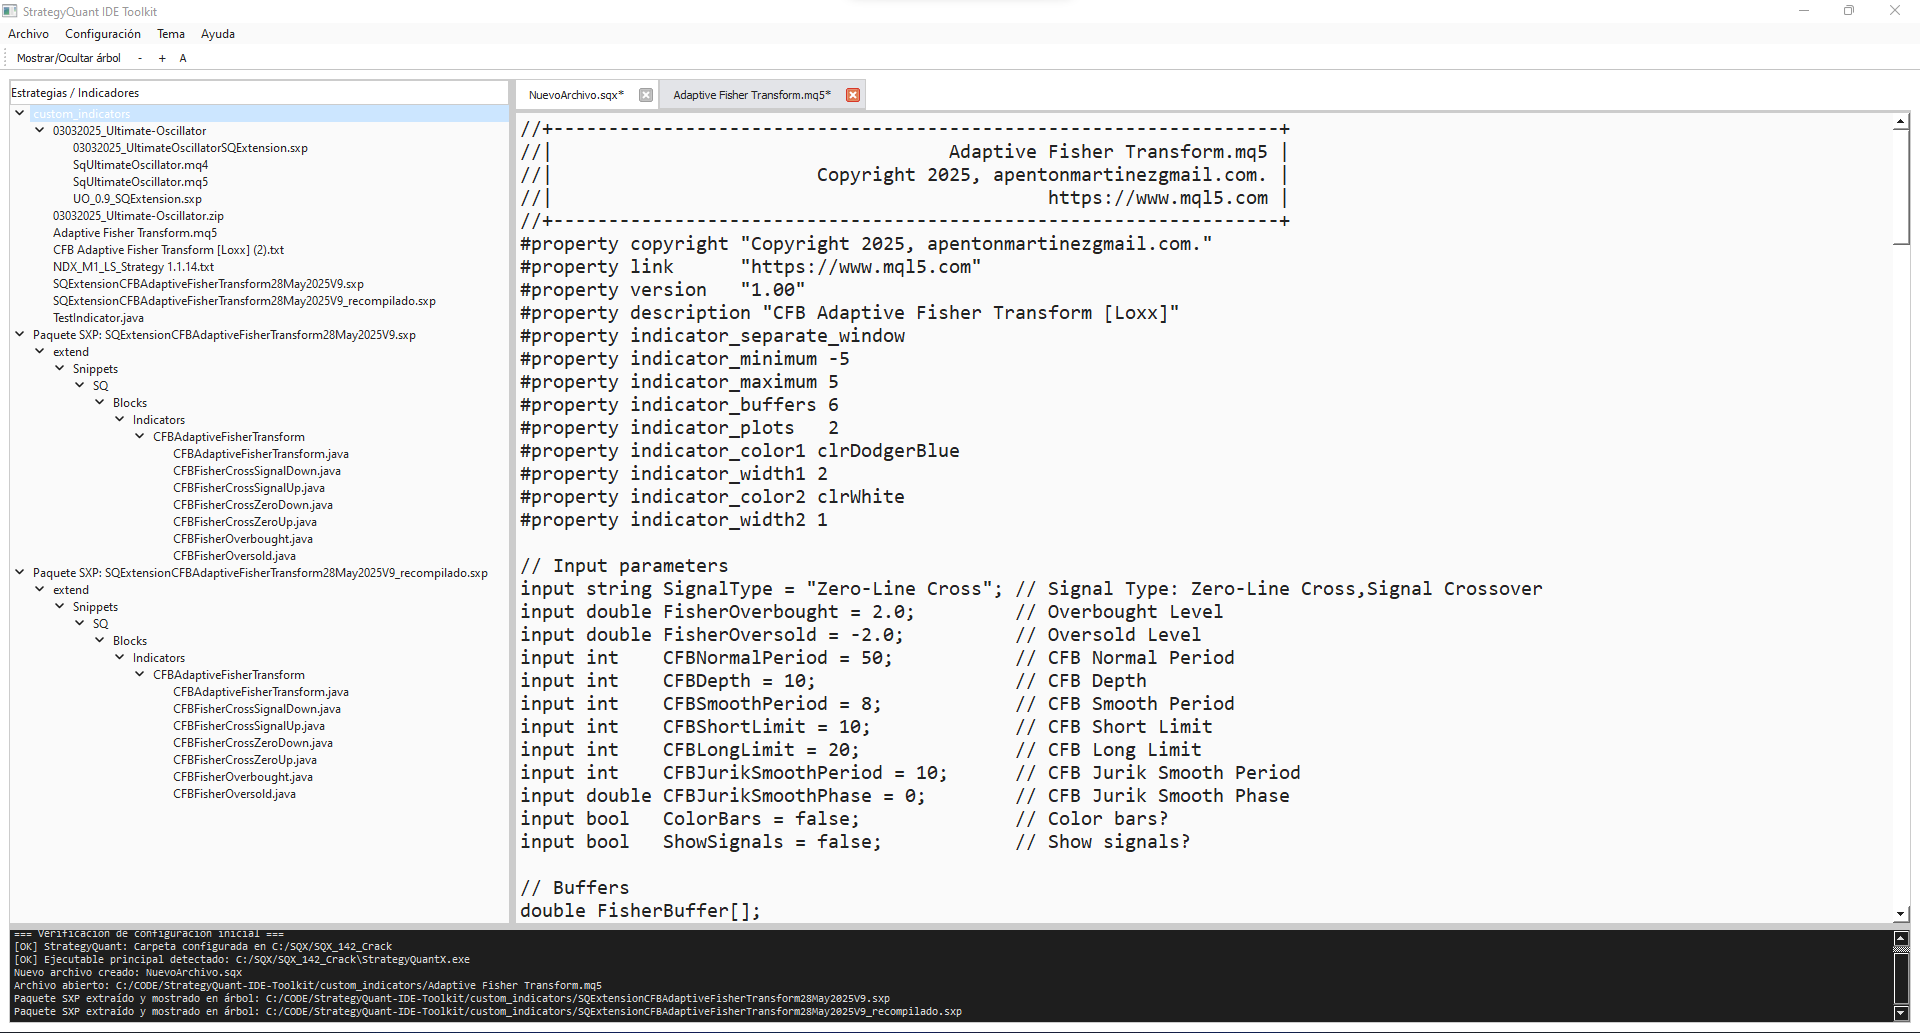 StrategyQuant IDE Toolkit
Archivo Configuración Tema Ayuda
Mostrar/Ocultar árbol - + A
Estrategias / Indicadores
custom_indicators
03032025_Ultimate-Oscillator
03032025_UltimateOscillatorSQExtension.sxp
SqUltimateOscillator.mq4
SqUltimateOscillator.mq5
UO_0.9_SQExtension.sxp
03032025_Ultimate-Oscillator.zip
Adaptive Fisher Transform.mq5
CFB Adaptive Fisher Transform [Loxx] (2).txt
NDX_M1_LS_Strategy 1.1.14.txt
SQExtensionCFBAdaptiveFisherTransform28May2025V9.sxp
SQExtensionCFBAdaptiveFisherTransform28May2025V9_recompilado.sxp
TestIndicator.java
Paquete SXP: SQExtensionCFBAdaptiveFisherTransform28May2025V9.sxp
extend
Snippets
SQ
Blocks
Indicators
CFBAdaptiveFisherTransform
CFBAdaptiveFisherTransform.java
CFBFisherCrossSignalDown.java
CFBFisherCrossSignalUp.java
CFBFisherCrossZeroDown.java
CFBFisherCrossZeroUp.java
CFBFisherOverbought.java
CFBFisherOversold.java
Paquete SXP: SQExtensionCFBAdaptiveFisherTransform28May2025V9_recompilado.sxp
extend
Snippets
SQ
Blocks
Indicators
CFBAdaptiveFisherTransform
CFBAdaptiveFisherTransform.java
CFBFisherCrossSignalDown.java
CFBFisherCrossSignalUp.java
CFBFisherCrossZeroDown.java
CFBFisherCrossZeroUp.java
CFBFisherOverbought.java
CFBFisherOversold.java
NuevoArchivo.sqx* Adaptive Fisher Transform.mq5*
//+------------------------------------------------------------------+
//|                                    Adaptive Fisher Transform.mq5 |
//|                        Copyright 2025, apentonmartinezgmail.com. |
//|                                             https://www.mql5.com |
//+------------------------------------------------------------------+
#property copyright "Copyright 2025, apentonmartinezgmail.com."
#property link      "https://www.mql5.com"
#property version   "1.00"
#property description "CFB Adaptive Fisher Transform [Loxx]"
#property indicator_separate_window
#property indicator_minimum -5
#property indicator_maximum 5
#property indicator_buffers 6
#property indicator_plots   2
#property indicator_color1 clrDodgerBlue
#property indicator_width1 2
#property indicator_color2 clrWhite
#property indicator_width2 1
// Input parameters
input string SignalType = "Zero-Line Cross"; // Signal Type: Zero-Line Cross,Signal Crossover
input double FisherOverbought = 2.0;         // Overbought Level
input double FisherOversold = -2.0;          // Oversold Level
input int    CFBNormalPeriod = 50;           // CFB Normal Period
input int    CFBDepth = 10;                  // CFB Depth
input int    CFBSmoothPeriod = 8;            // CFB Smooth Period
input int    CFBShortLimit = 10;             // CFB Short Limit
input int    CFBLongLimit = 20;              // CFB Long Limit
input int    CFBJurikSmoothPeriod = 10;      // CFB Jurik Smooth Period
input double CFBJurikSmoothPhase = 0;        // CFB Jurik Smooth Phase
input bool   ColorBars = false;              // Color bars?
input bool   ShowSignals = false;            // Show signals?
// Buffers
double FisherBuffer[];
=== Verificación de configuración inicial ===
[OK] StrategyQuant: Carpeta configurada en C:/SQX/SQX_142_Crack
[OK] Ejecutable principal detectado: C:/SQX/SQX_142_Crack\StrategyQuantX.exe
Nuevo archivo creado: NuevoArchivo.sqx
Archivo abierto: C:/CODE/StrategyQuant-IDE-Toolkit/custom_indicators/Adaptive Fisher Transform.mq5
Paquete SXP extraído y mostrado en árbol: C:/CODE/StrategyQuant-IDE-Toolkit/custom_indicators/SQExtensionCFBAdaptiveFisherTransform28May2025V9.sxp
Paquete SXP extraído y mostrado en árbol: C:/CODE/StrategyQuant-IDE-Toolkit/custom_indicators/SQExtensionCFBAdaptiveFisherTransform28May2025V9_recompilado.sxp